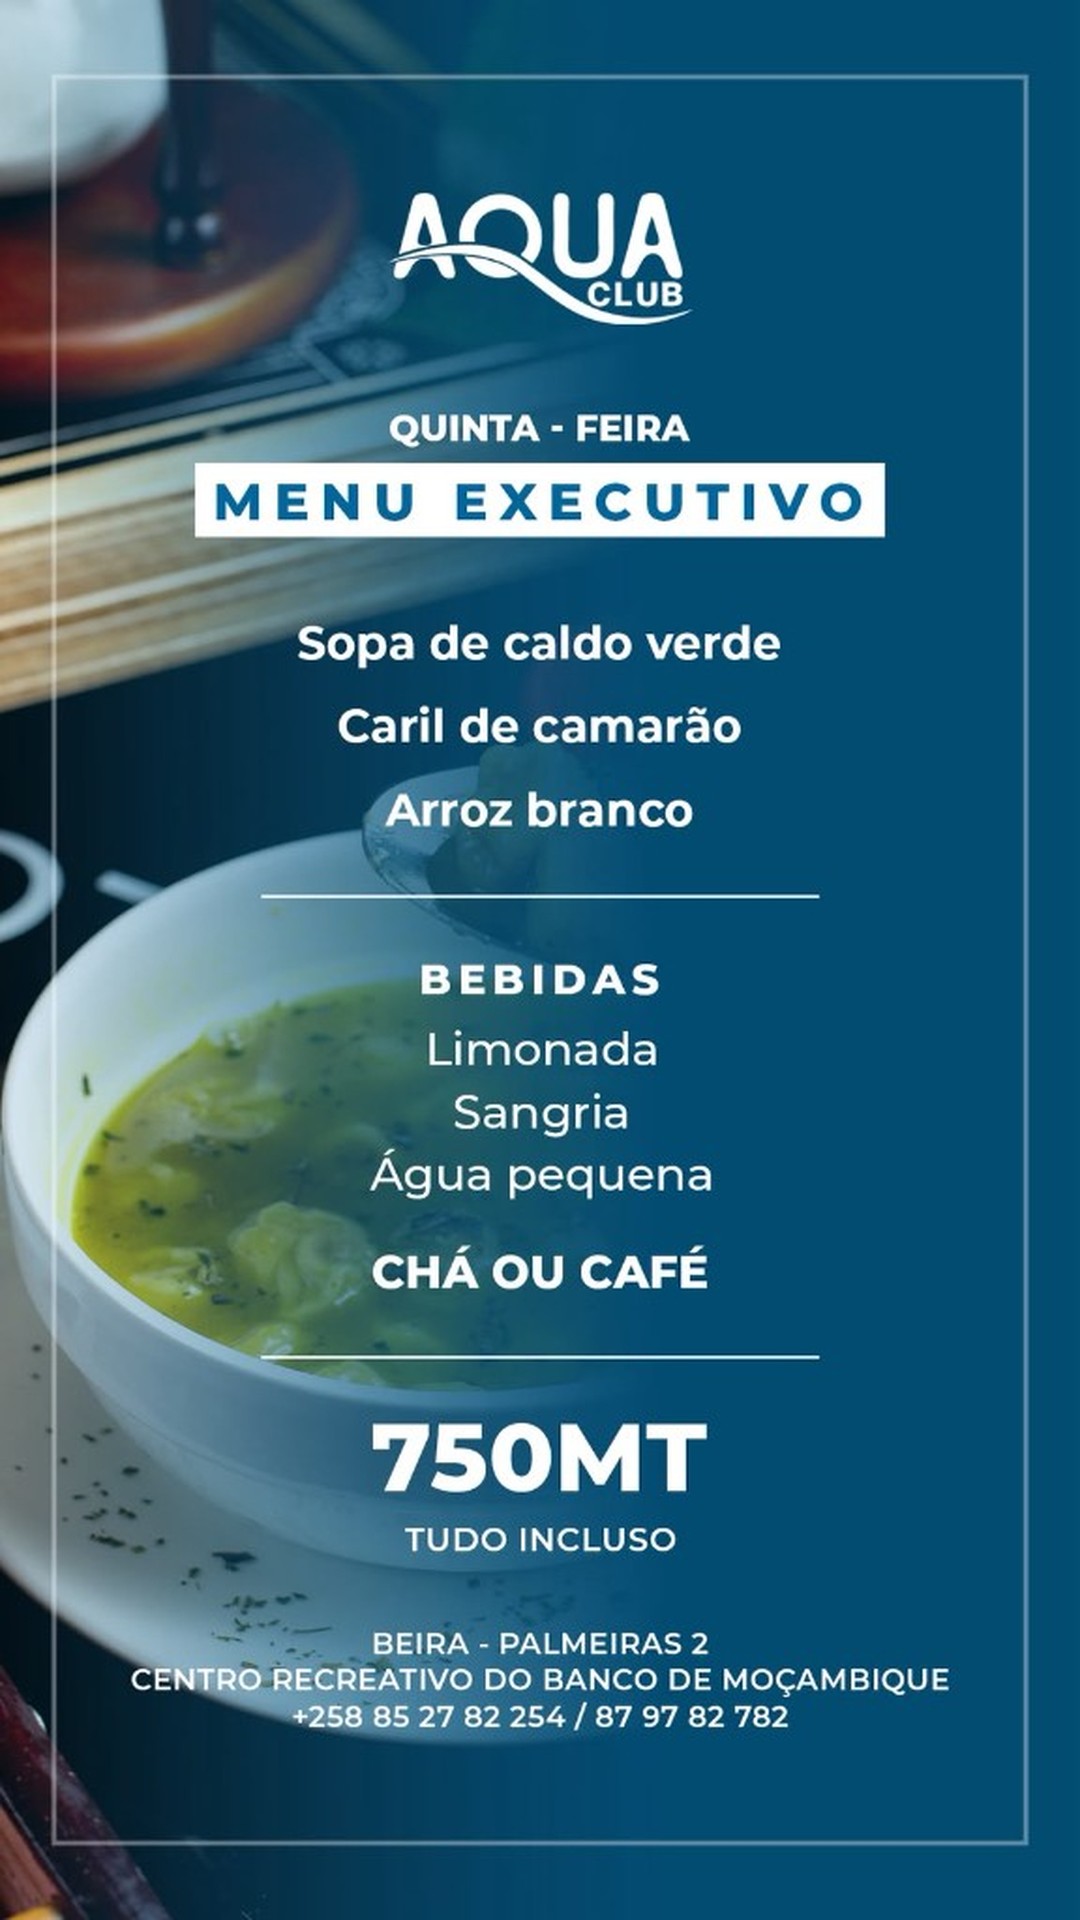 AQUA
CLUB
QUINTA - FEIRA
MENU EXECUTIVO
Sopa de caldo verde
Caril de camarão
Arroz branco
BEBIDAS
Limonada
Sangria
Água pequena
CHÁ OU CAFÉ
750MT
TUDO INCLUSO
BEIRA - PALMEIRAS 2
CENTRO RECREATIVO DO BANCO DE MOÇAMBIQUE
+258 85 27 82 254 / 87 97 82 782